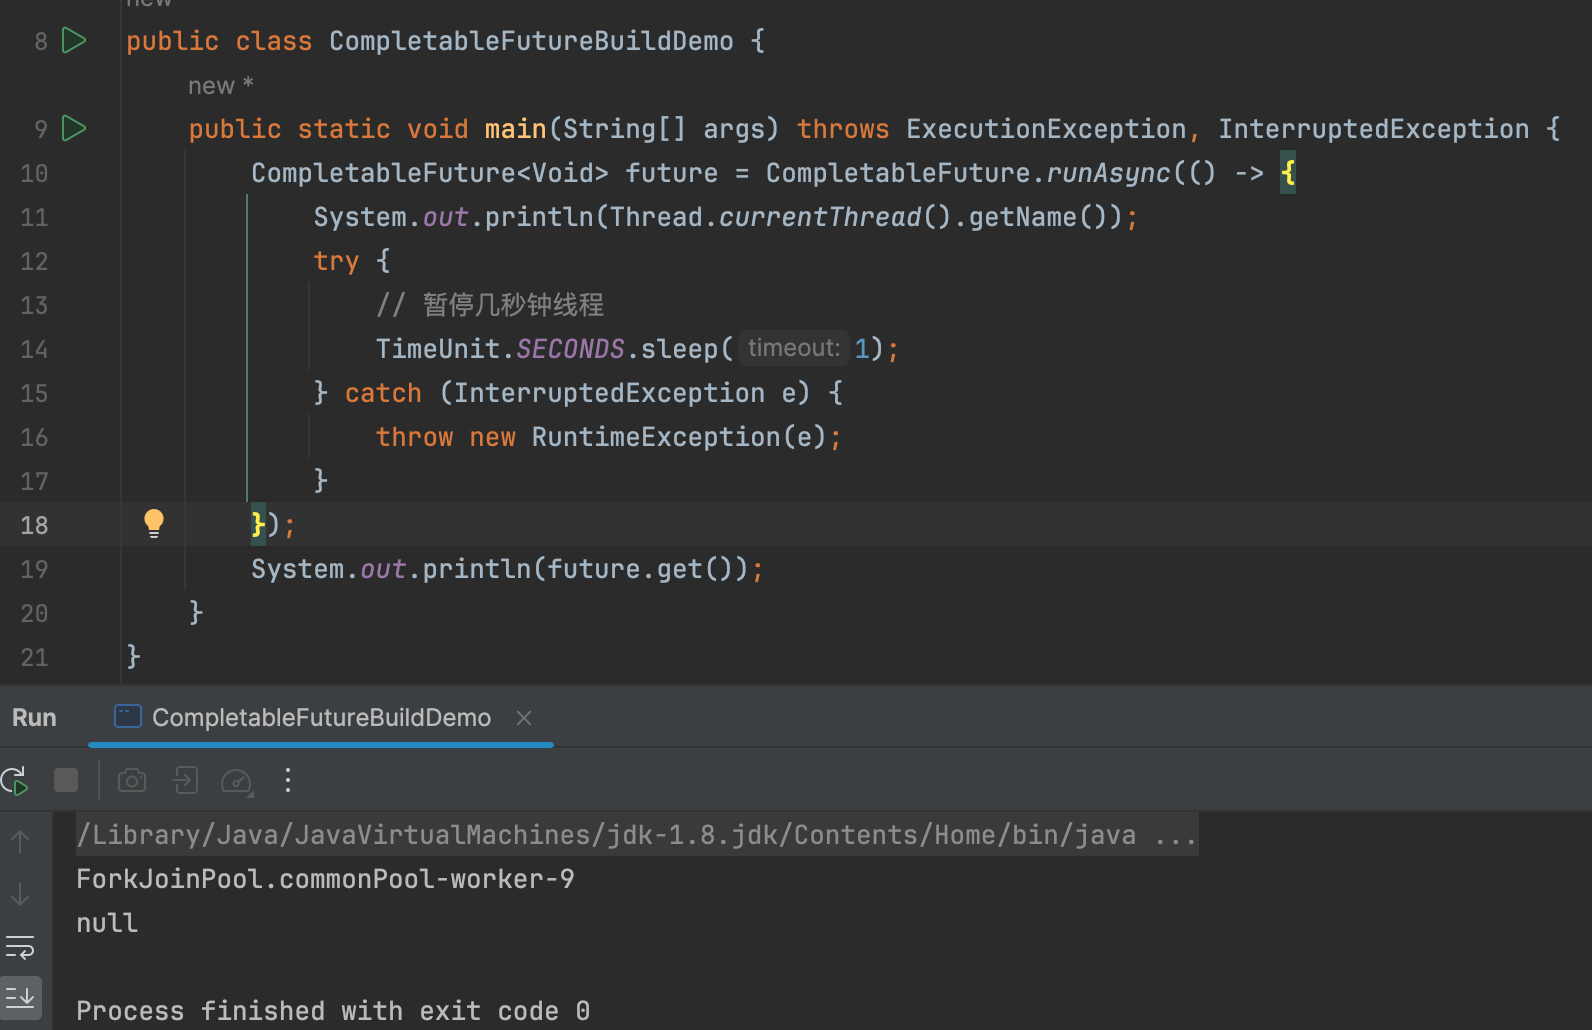 new *
8 public class CompletableFutureBuildDemo {
new *
9 public static void main(String[] args) throws ExecutionException, InterruptedException {
10 CompletableFuture<Void> future = CompletableFuture.runAsync(() -> {
11 System.out.println(Thread.currentThread().getName());
12 try {
13 // 暂停几秒钟线程
14 TimeUnit.SECONDS.sleep( timeout: 1);
15 } catch (InterruptedException e) {
16 throw new RuntimeException(e);
17 }
18 });
19 System.out.println(future.get());
20 }
21 }
Run CompletableFutureBuildDemo
/Library/Java/JavaVirtualMachines/jdk-1.8.jdk/Contents/Home/bin/java ...
ForkJoinPool.commonPool-worker-9
null
Process finished with exit code 0